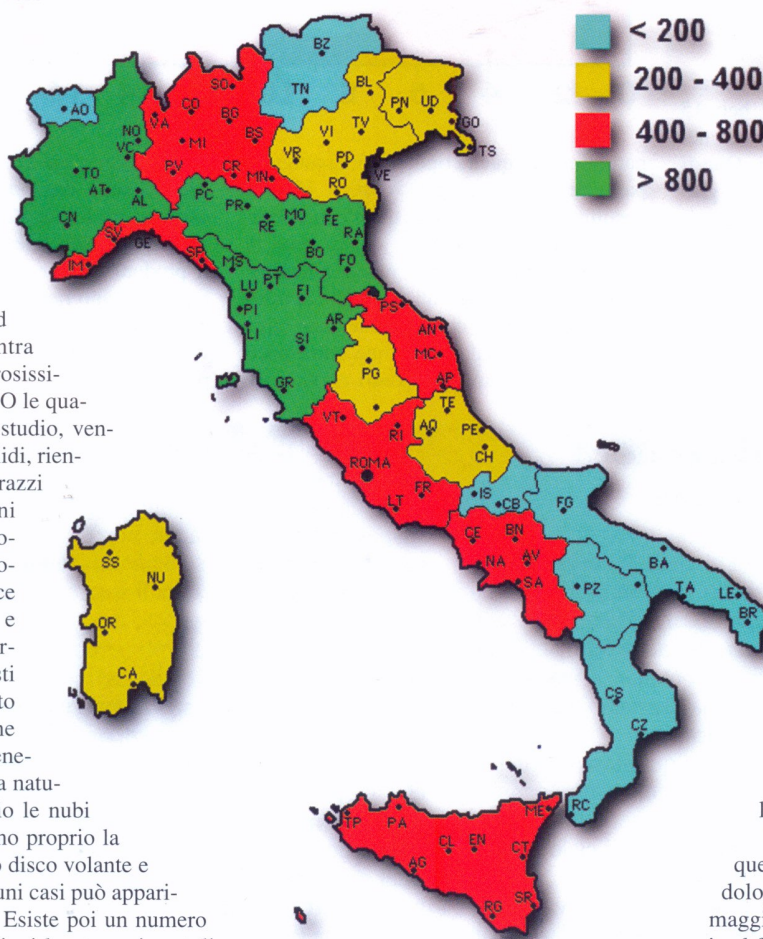 < 200
200 - 400
400 - 800
> 800
BZ
TN
BL
PN
UD
GO
TS
TV
VI
VR
PD
VE
RO
AO
NO
VC
TO
AT
AL
CN
SO
CO
VA
BG
BS
MI
PV
CR
MN
SV
GE
IM
SP
PC
PR
RE
MO
FE
BO
RA
FO
MS
LU
PT
FI
PI
LI
AR
SI
GR
PS
AN
MC
AP
PG
VT
RI
ROMA
LT
FR
TE
AQ
PE
CH
IS
CB
CE
BN
NA
AV
SA
FG
BA
TA
LE
BR
PZ
CS
CZ
RC
SS
NU
OR
CA
TP
PA
ME
CL
EN
CT
AG
RG
SR
ntra
rosissi-
O le qua-
studio, ven-
idi, rien-
razzi
ni
o-
o-
ce
e
r-
sti
to
ne
ene-
a natu-
o le nubi
no proprio la
o disco volante e
uni casi può appari-
Esiste poi un numero
que
dolo
maggi